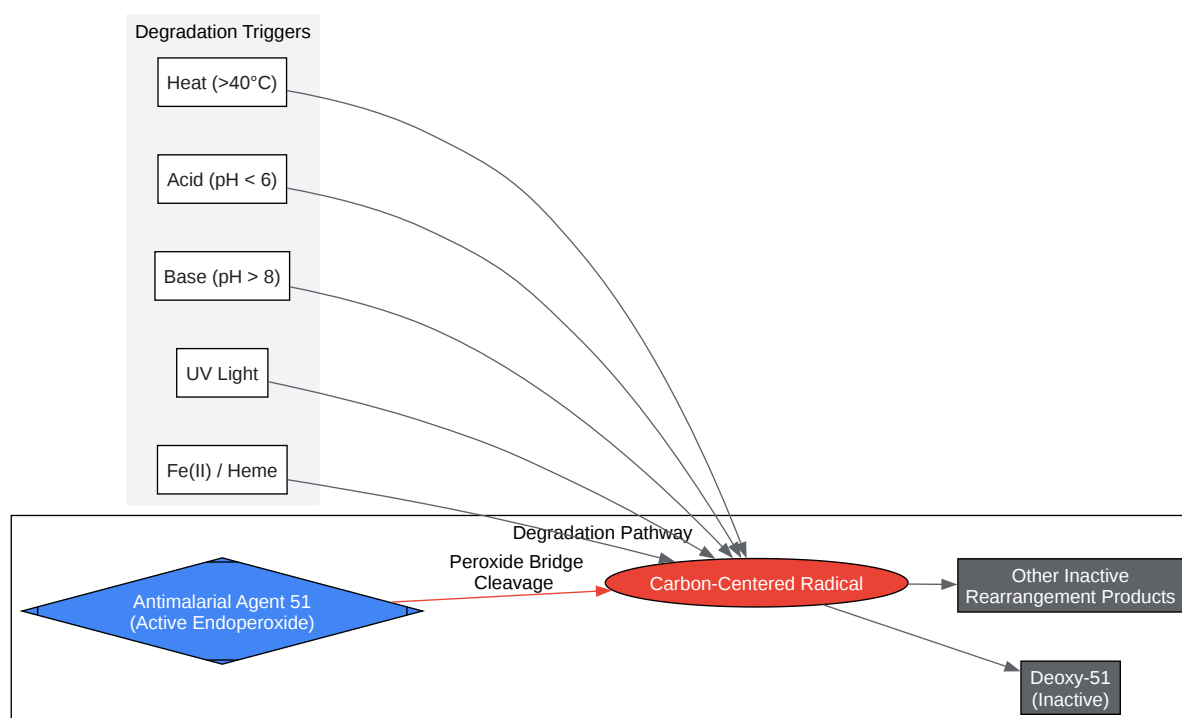 Degradation Triggers
Heat (>40°C)
Acid (pH < 6)
Base (pH > 8)
UV Light
Fe(II) / Heme
Degradation Pathway
Peroxide Bridge
Cleavage
Antimalarial Agent 51
(Active Endoperoxide)
Carbon-Centered Radical
Other Inactive
Rearrangement Products
Deoxy-51
(Inactive)